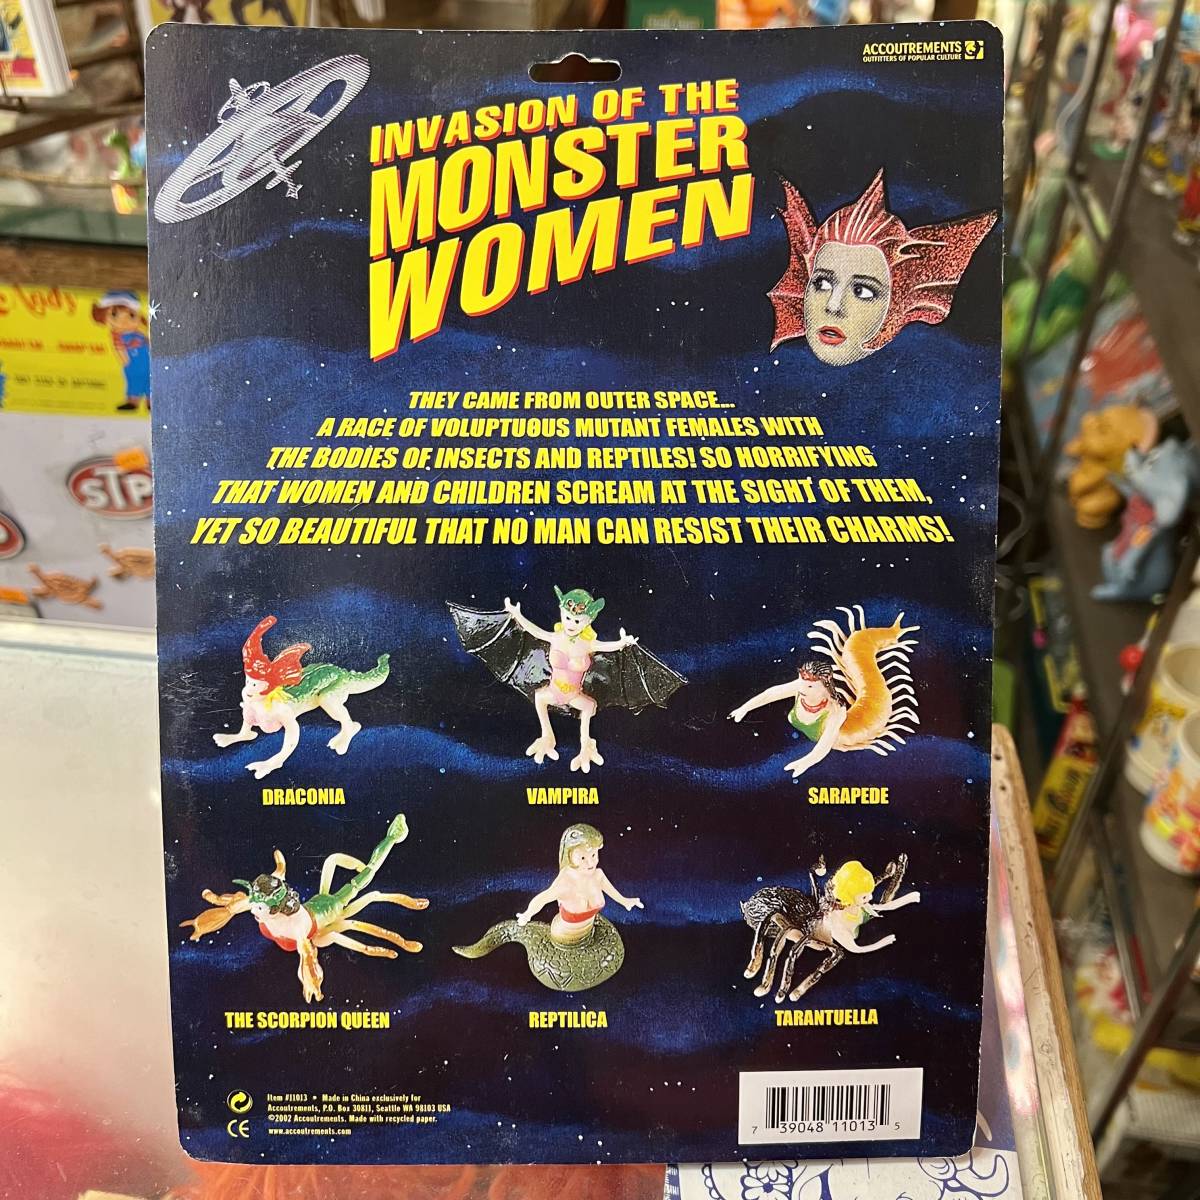 ACCOUTREMENTS
OUTFITTERS OF POPULAR CULTURE
INVASION OF THE
MONSTER
WOMEN
THEY CAME FROM OUTER SPACE...
A RACE OF VOLUPTUOUS MUTANT FEMALES WITH
THE BODIES OF INSECTS AND REPTILES! SO HORRIFYING
THAT WOMEN AND CHILDREN SCREAM AT THE SIGHT OF THEM,
YET SO BEAUTIFUL THAT NO MAN CAN RESIST THEIR CHARMS!
DRACONIA
VAMPIRA
SARAPEDE
THE SCORPION QUEEN
REPTILICA
TARANTUELLA
Item #11013 • Made in China exclusively for
Accoutrements, P.O. Box 30811, Seattle WA 98103 USA
©2002 Accoutrements. Made with recycled paper.
www.accoutrements.com
CE
7 39048 11013 5
STP
Andy